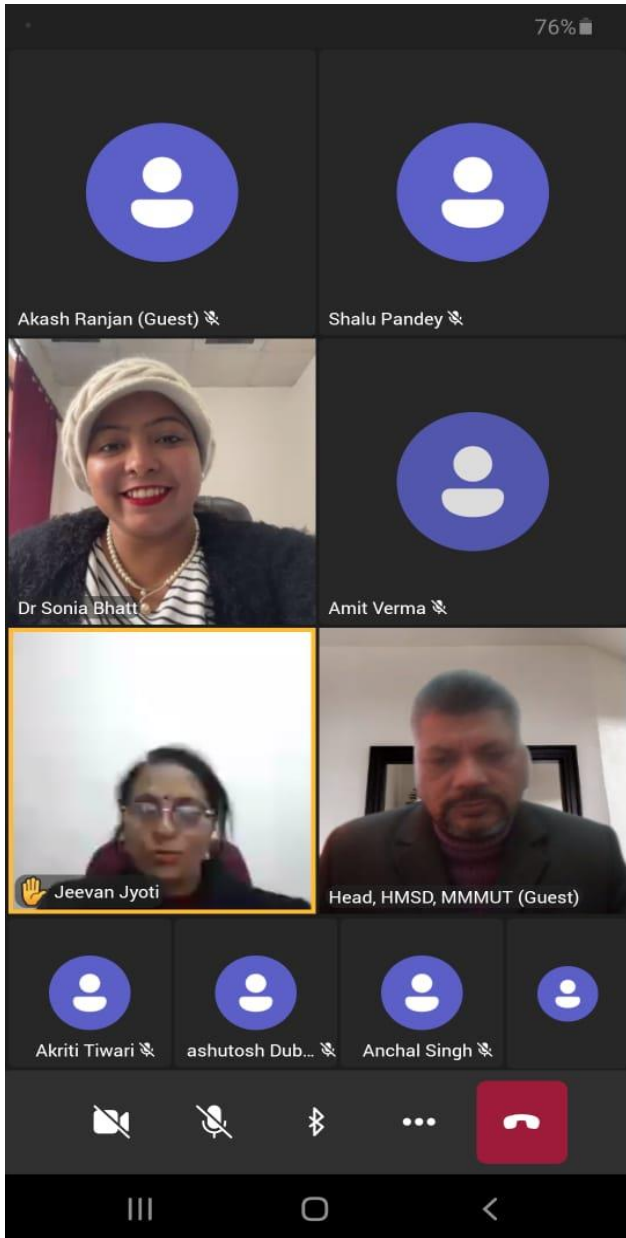 76%
Akash Ranjan (Guest)
Shalu Pandey
Dr Sonia Bhatt
Amit Verma
Jeevan Jyoti
Head, HMSD, MMMUT (Guest)
Akriti Tiwari
ashutosh Dub...
Anchal Singh